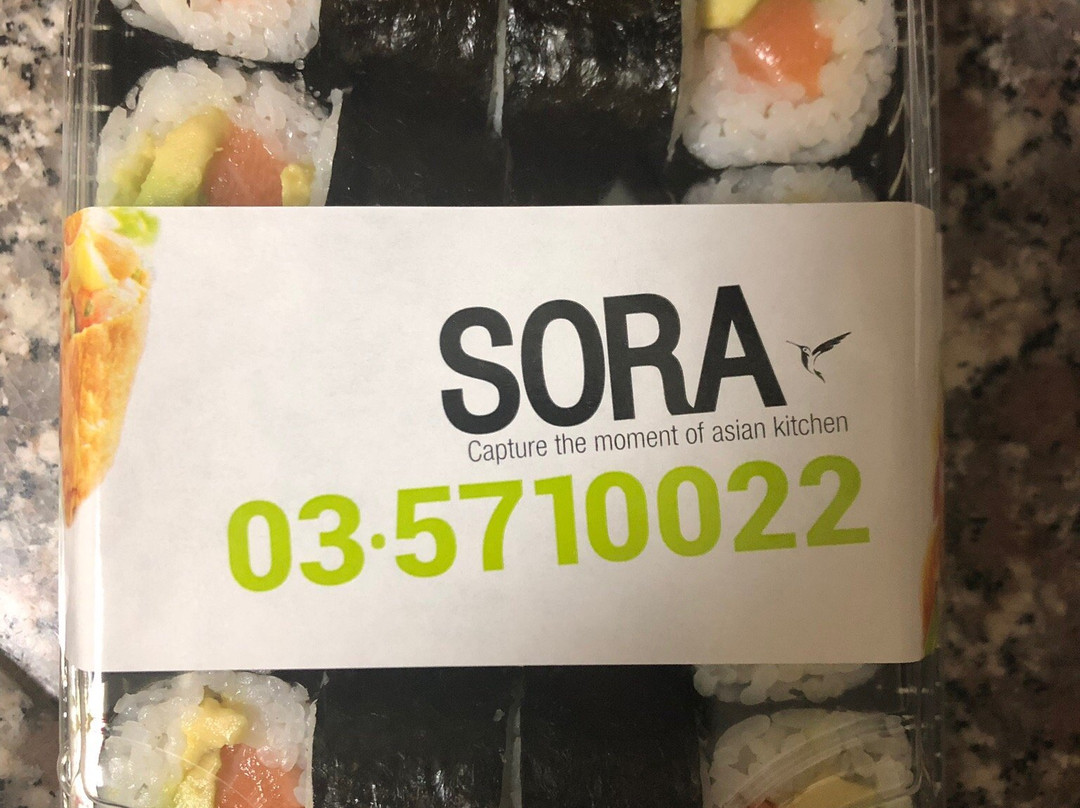 SORA
Capture the moment of asian kitchen
03·5710022